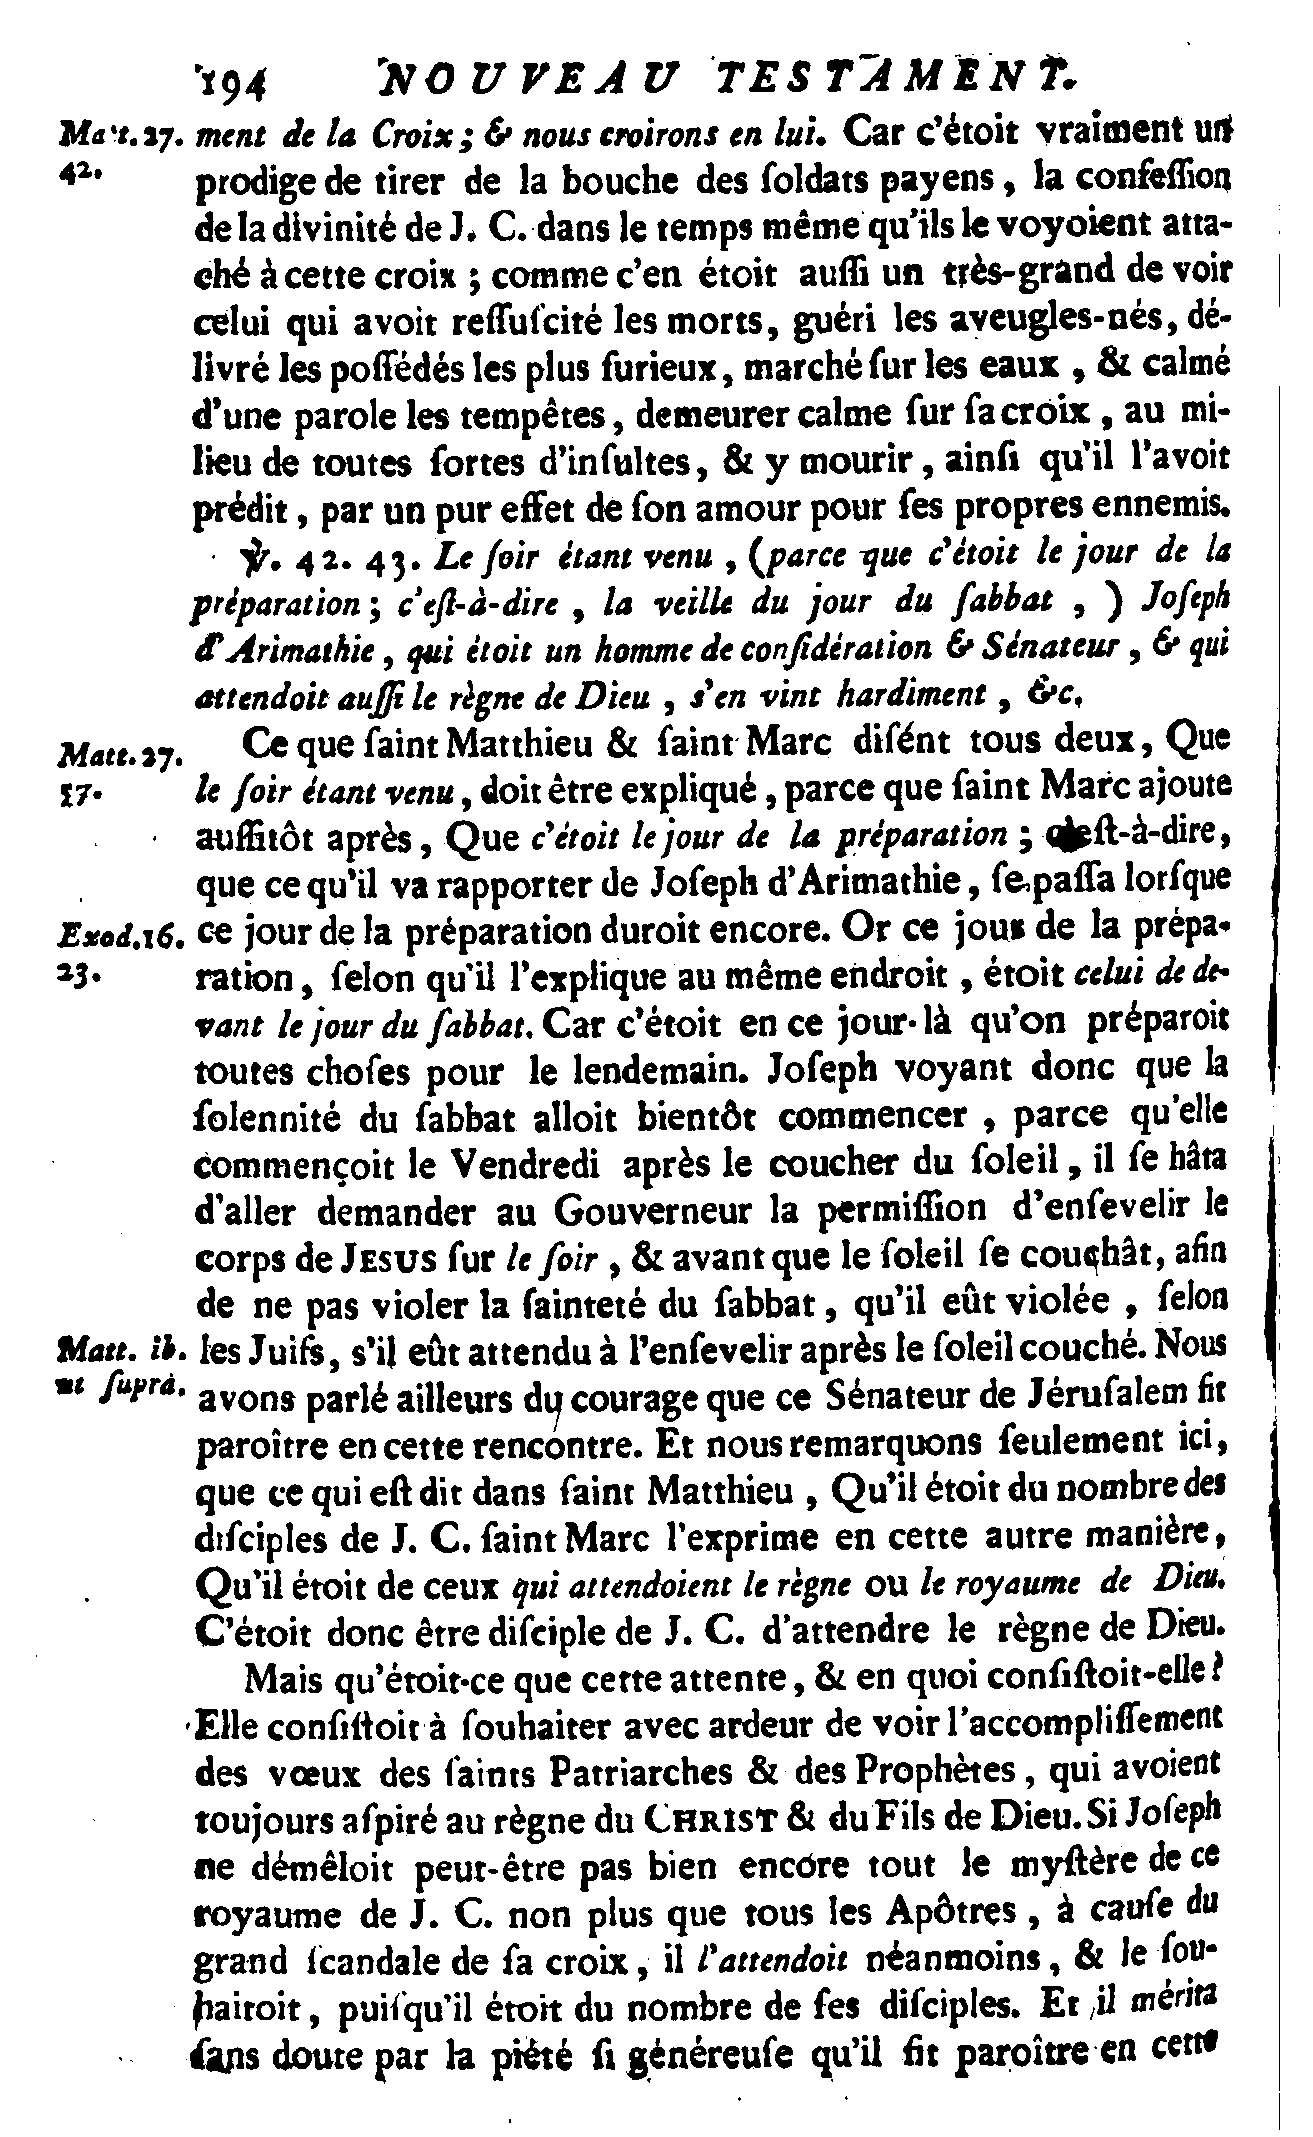 194 NOUVEAU TESTAMENT.
Matt. 27. ment de la Croix ; & nous croirons en lui. Car c'étoit vraiment un
42. prodige de tirer de la bouche des ſoldats payens, la confeſſion
de la divinité de J. C. dans le temps même qu'ils le voyoient atta-
ché à cette croix ; comme c'en étoit auſſi un très-grand de voir
celui qui avoit reſſuſcité les morts, guéri les aveugles-nés, dé-
livré les poſſédés les plus furieux, marché ſur les eaux, & calmé
d'une parole les tempêtes, demeurer calme ſur ſa croix, au mi-
lieu de toutes ſortes d'inſultes, & y mourir, ainſi qu'il l'avoit
prédit, par un pur effet de ſon amour pour ſes propres ennemis.
℣. 42. 43. Le ſoir étant venu, (parce que c'étoit le jour de la
préparation ; c'eſt-à-dire, la veille du jour du ſabbat, ) Joſeph
d'Arimathie, qui étoit un homme de conſidération & Sénateur, & qui
attendoit auſſi le règne de Dieu, s'en vint hardiment, &c.
Matt. 27. Ce que ſaint Matthieu & ſaint Marc diſént tous deux, Que
57. le ſoir étant venu, doit être expliqué, parce que ſaint Marc ajoute
auſſitôt après, Que c'étoit le jour de la préparation ; c'eſt-à-dire,
que ce qu'il va rapporter de Joſeph d'Arimathie, ſe paſſa lorſque
Exod. 16. ce jour de la préparation duroit encore. Or ce jour de la prépa-
23. ration, ſelon qu'il l'explique au même endroit, étoit celui de de-
vant le jour du ſabbat. Car c'étoit en ce jour-là qu'on préparoit
toutes choſes pour le lendemain. Joſeph voyant donc que la
ſolennité du ſabbat alloit bientôt commencer, parce qu'elle
commençoit le Vendredi après le coucher du ſoleil, il ſe hâta
d'aller demander au Gouverneur la permiſſion d'enſevelir le
corps de JESUS ſur le ſoir, & avant que le ſoleil ſe couchât, afin
de ne pas violer la ſainteté du ſabbat, qu'il eût violée, ſelon
Matt. ib. les Juifs, s'il eût attendu à l'enſevelir après le ſoleil couché. Nous
ut ſuprà. avons parlé ailleurs du courage que ce Sénateur de Jéruſalem fit
paroître en cette rencontre. Et nous remarquons ſeulement ici,
que ce qui eſt dit dans ſaint Matthieu, Qu'il étoit du nombre des
diſciples de J. C. ſaint Marc l'exprime en cette autre manière,
Qu'il étoit de ceux qui attendoient le règne ou le royaume de Dieu.
C'étoit donc être diſciple de J. C. d'attendre le règne de Dieu.
Mais qu'étoit-ce que cette attente, & en quoi conſiſtoit-elle ?
Elle conſiſtoit à ſouhaiter avec ardeur de voir l'accompliſſement
des vœux des ſaints Patriarches & des Prophètes, qui avoient
toujours aſpiré au règne du CHRIST & du Fils de Dieu. Si Joſeph
ne démêloit peut-être pas bien encore tout le myſtère de ce
royaume de J. C. non plus que tous les Apôtres, à cauſe du
grand ſcandale de ſa croix, il l'attendoit néanmoins, & le ſou-
haitoit, puiſqu'il étoit du nombre de ſes diſciples. Et il mérita
ſans doute par la piété ſi généreuſe qu'il fit paroître en cette